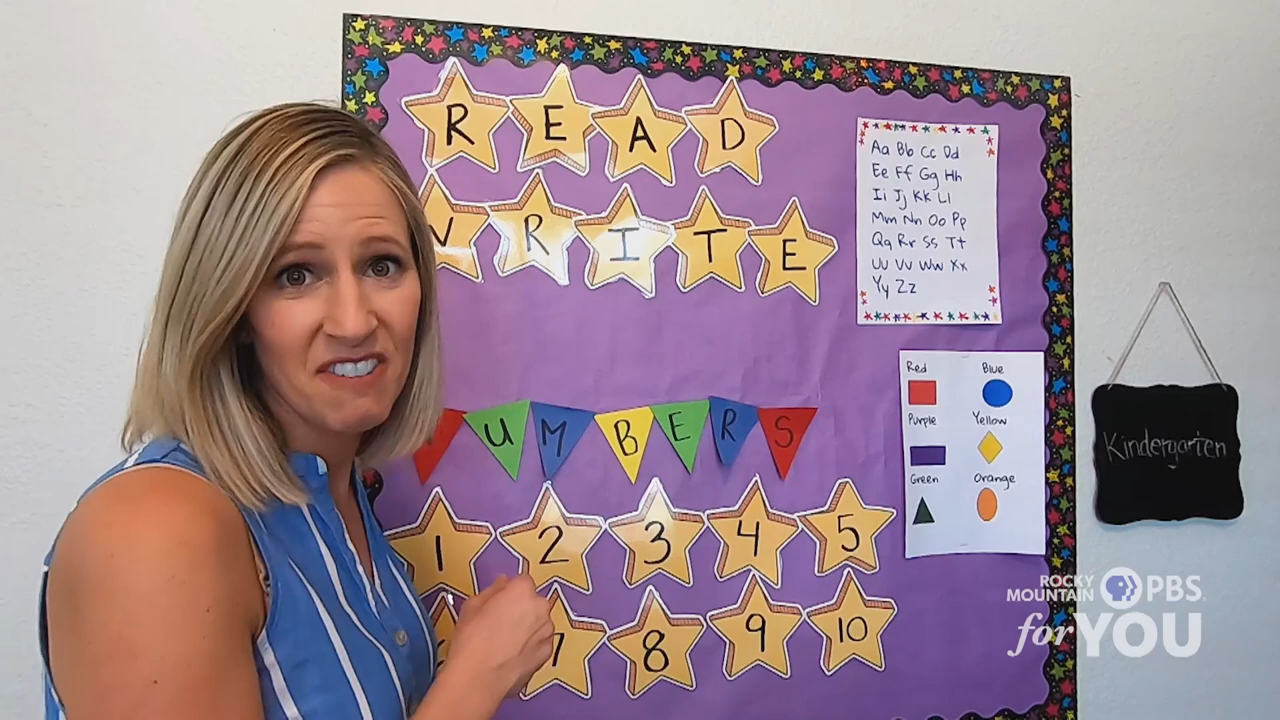 READ
WRITE
Aa Bb Cc Dd
Ee Ff Gg Hh
Ii Jj Kk Ll
Mm Nn Oo Pp
Qq Rr Ss Tt
Uu Vv Ww Xx
Yy Zz
Red Blue
Purple Yellow
Green Orange
Kindergarten
UMBERS
1 2 3 4 5
7 8 9 10
ROCKY MOUNTAIN PBS
for YOU